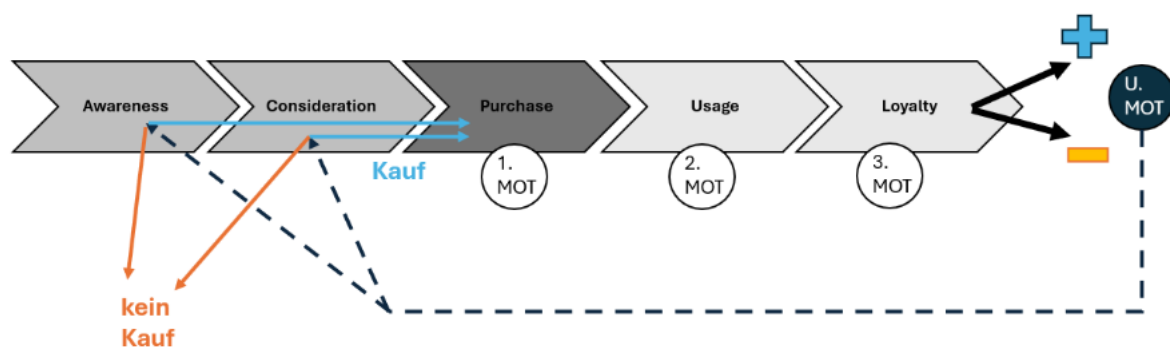 Awareness
Consideration
Purchase
Usage
Loyalty
U.
MOT
Kauf
1.
MOT
2.
MOT
3.
MOT
kein
Kauf